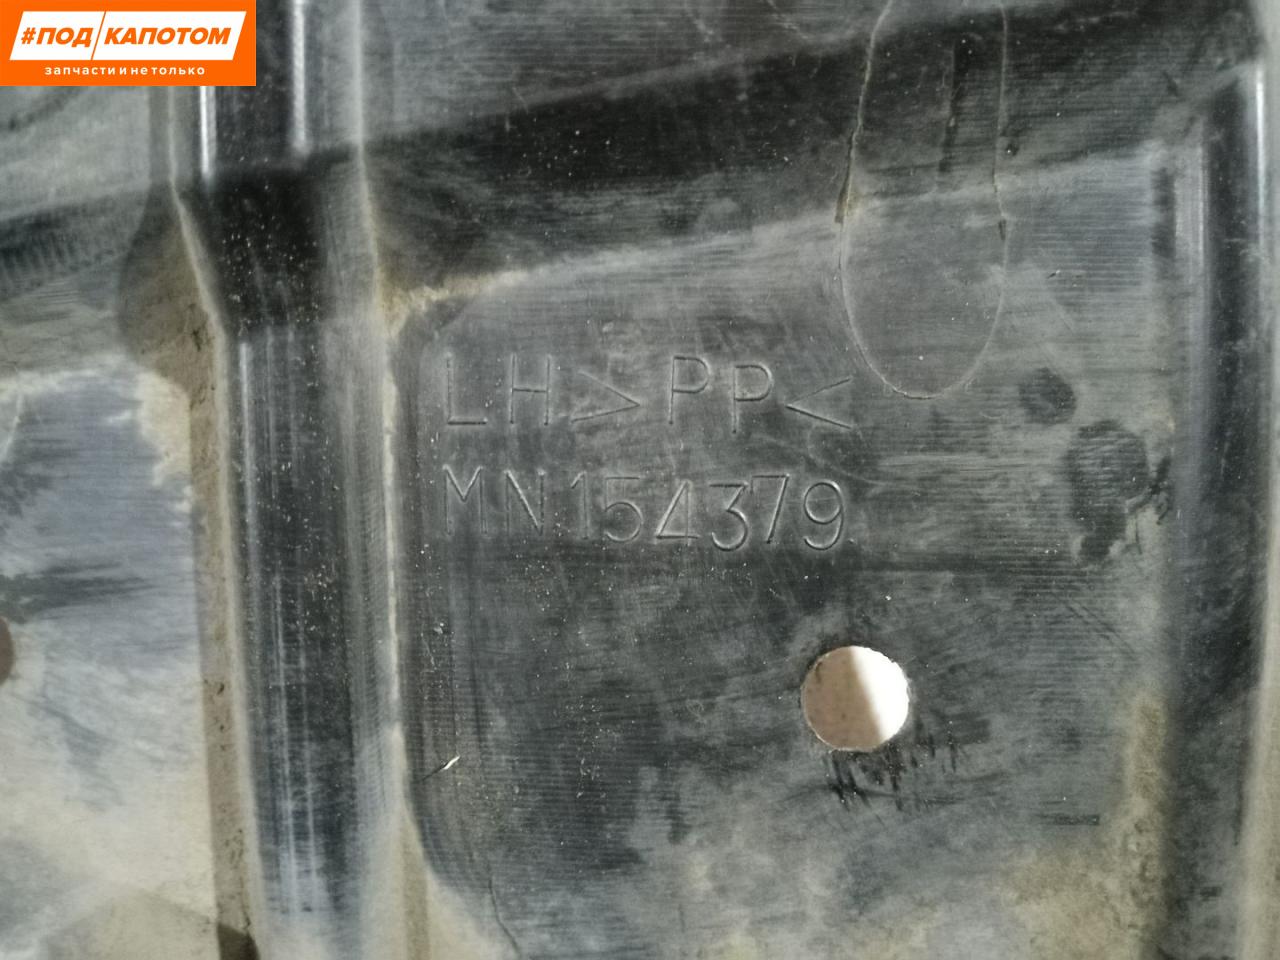 #ПОД КАПОТОМ
запчасти и не только
LH>PP<
MN154379